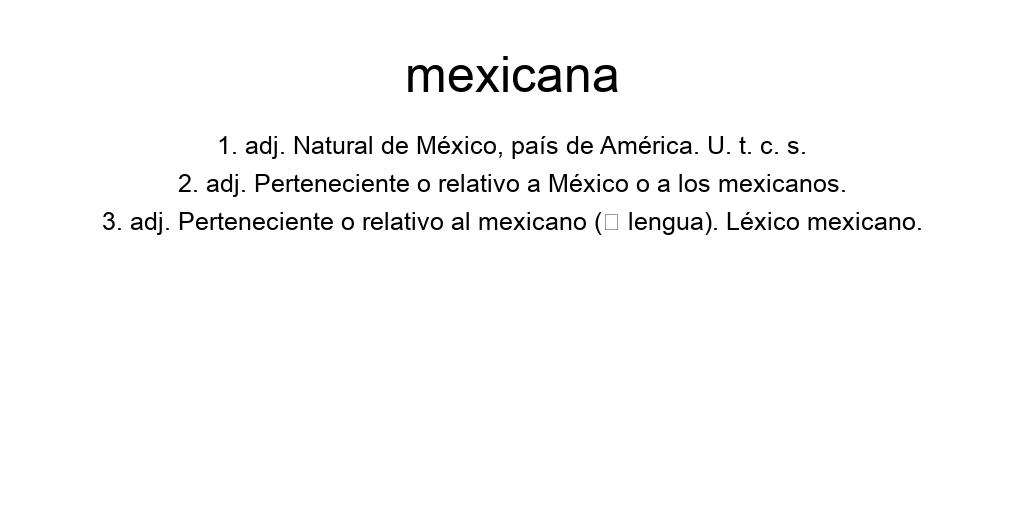 mexicana
1. adj. Natural de México, país de América. U. t. c. s.
2. adj. Perteneciente o relativo a México o a los mexicanos.
3. adj. Perteneciente o relativo al mexicano (□ lengua). Léxico mexicano.